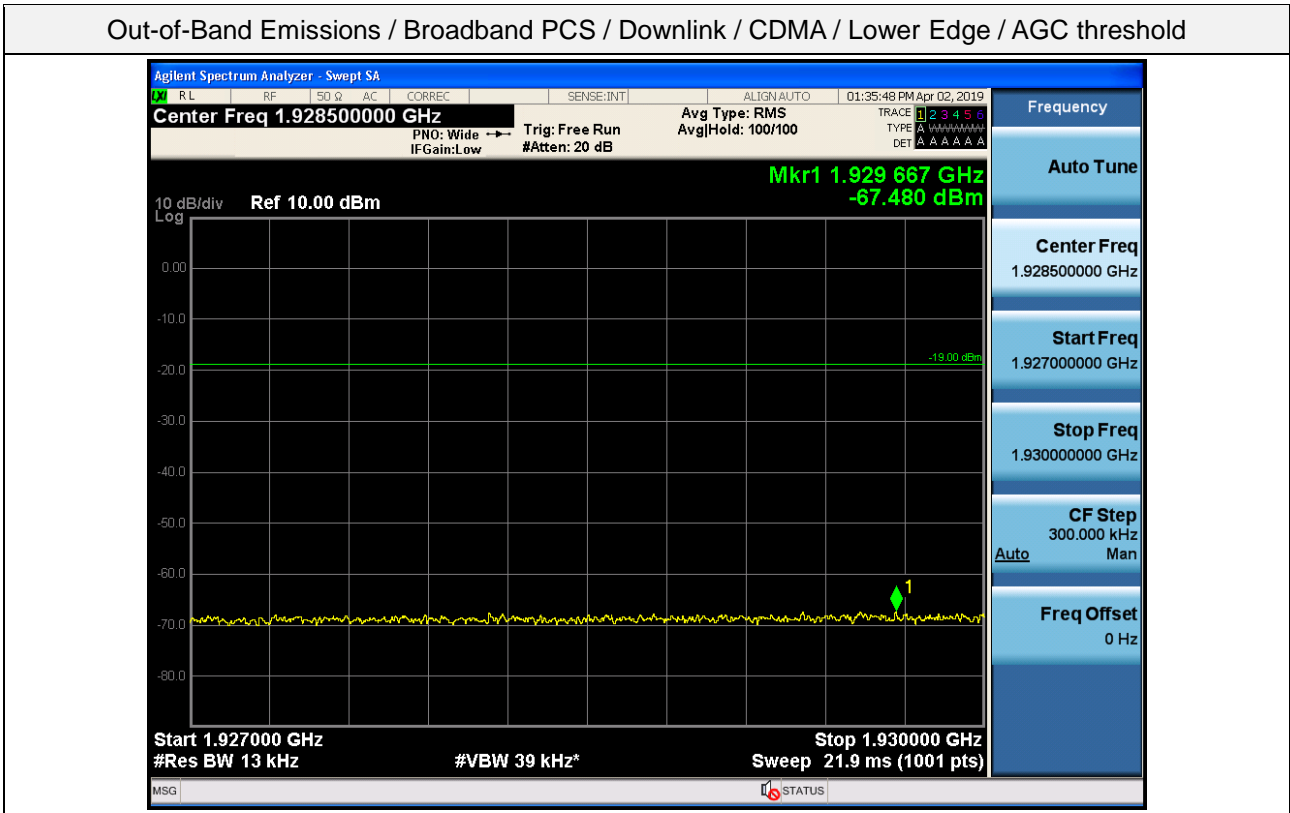 Out-of-Band Emissions / Broadband PCS / Downlink / CDMA / Lower Edge / AGC threshold
Agilent Spectrum Analyzer - Swept SA
LXI RL RF 50 Ω AC CORREC SENSE:INT ALIGN AUTO 01:35:48 PM Apr 02, 2019
Center Freq 1.928500000 GHz
PNO: Wide
IFGain:Low
Trig: Free Run
#Atten: 20 dB
Avg Type: RMS
Avg|Hold: 100/100
TRACE 1 2 3 4 5 6
TYPE A WWWWW
DET A A A A A A
Mkr1 1.929 667 GHz
-67.480 dBm
10 dB/div Ref 10.00 dBm
Log
0.00
-10.0
-19.00 dBm
-20.0
-30.0
-40.0
-50.0
-60.0
1
-70.0
-80.0
Start 1.927000 GHz Stop 1.930000 GHz
#Res BW 13 kHz #VBW 39 kHz* Sweep 21.9 ms (1001 pts)
MSG STATUS
Frequency
Auto Tune
Center Freq
1.928500000 GHz
Start Freq
1.927000000 GHz
Stop Freq
1.930000000 GHz
CF Step
300.000 kHz
Auto Man
Freq Offset
0 Hz